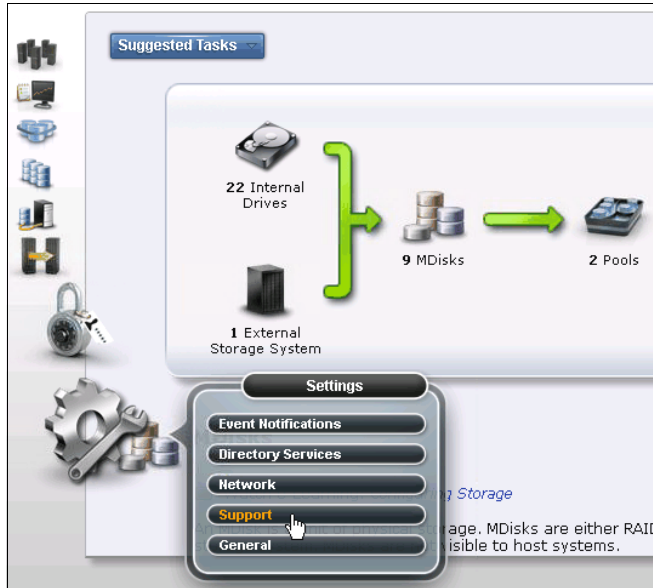 Suggested Tasks
22 Internal
Drives
9 MDisks
2 Pools
1 External
Storage System
Settings
Event Notifications
Directory Services
Network
Support
General
Storage
age. MDisks are either RAID
isible to host systems.